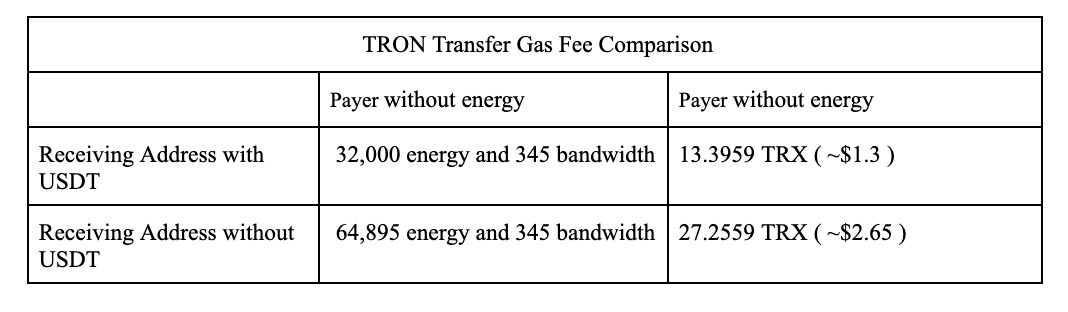 TRON Transfer Gas Fee Comparison
Payer without energy
Payer without energy
Receiving Address with
USDT
32,000 energy and 345 bandwidth
13.3959 TRX ( ~$1.3 )
Receiving Address without
USDT
64,895 energy and 345 bandwidth
27.2559 TRX ( ~$2.65 )